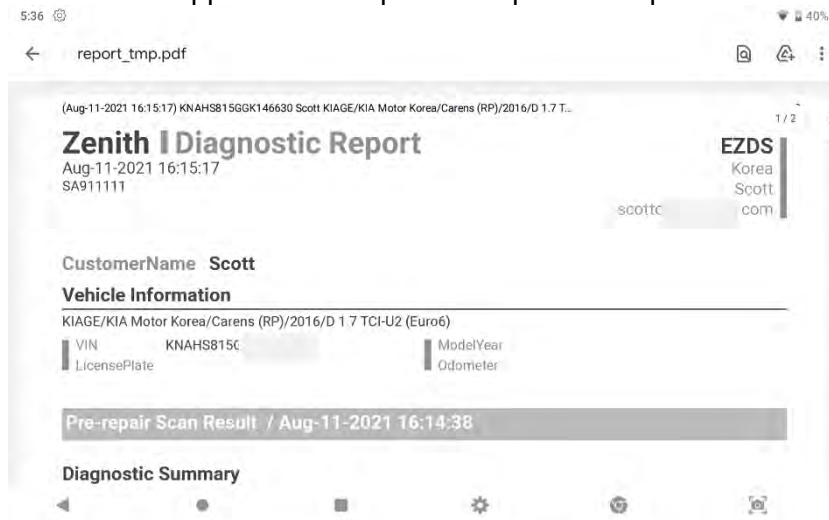 5:36 40%
report_tmp.pdf
(Aug-11-2021 16:15:17) KNAHS815GGK146630 Scott KIAGE/KIA Motor Korea/Carens (RP)/2016/D 1.7 T...
1 / 2
Zenith Diagnostic Report
EZDS
Aug-11-2021 16:15:17
Korea
SA911111
Scott
scottc com
CustomerName Scott
Vehicle Information
KIAGE/KIA Motor Korea/Carens (RP)/2016/D 1 7 TCI-U2 (Euro6)
VIN KNAHS815G ModelYear
LicensePlate Odometer
Pre-repair Scan Result / Aug-11-2021 16:14:38
Diagnostic Summary